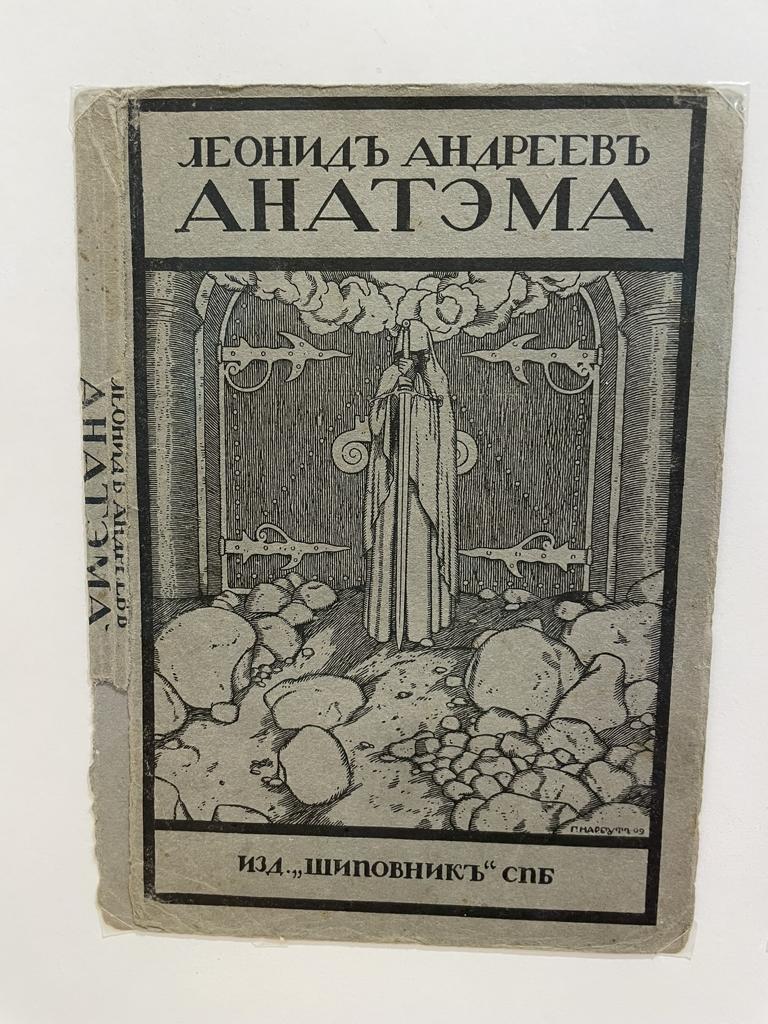 ЛЕОНИДЪ АНДРЕЕВЪ
АНАТЭМА
ЛЕОНИДЪ АНДРЕЕВЪ
АНАТЭМА
Г. НАРБУТЪ 09
ИЗД. „ШИПОВНИКЪ“ СПБ